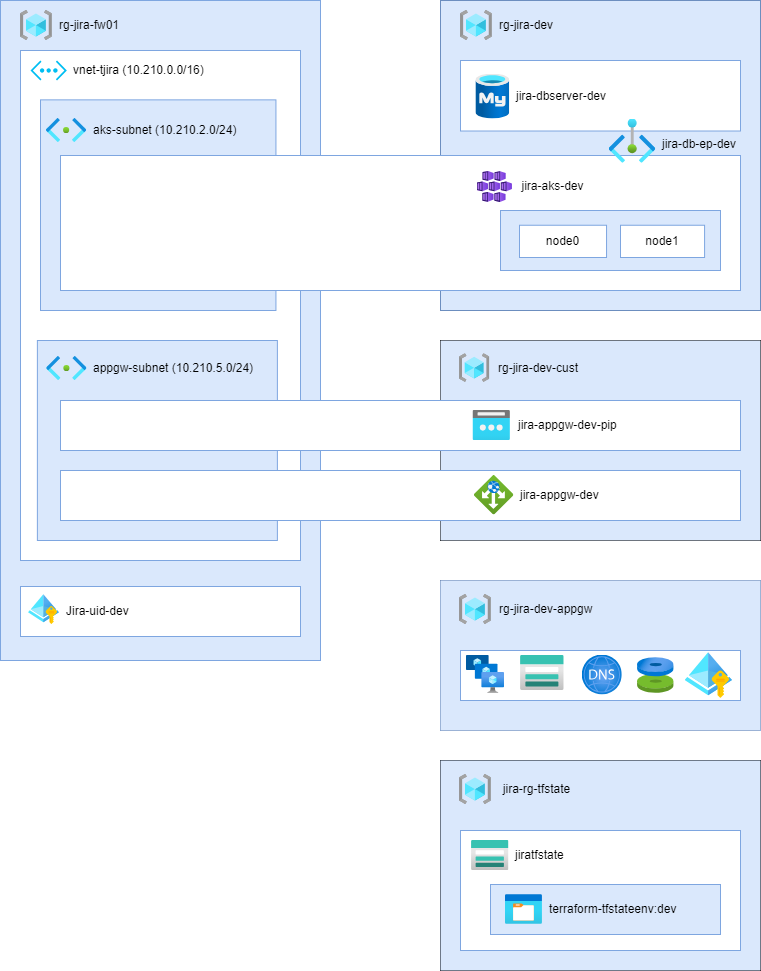 rg-jira-fw01
vnet-tjira (10.210.0.0/16)
aks-subnet (10.210.2.0/24)
rg-jira-dev
My
jira-dbserver-dev
jira-db-ep-dev
jira-aks-dev
node0
node1
appgw-subnet (10.210.5.0/24)
rg-jira-dev-cust
jira-appgw-dev-pip
jira-appgw-dev
Jira-uid-dev
rg-jira-dev-appgw
DNS
jira-rg-tfstate
jiratfstate
terraform-tfstateenv:dev